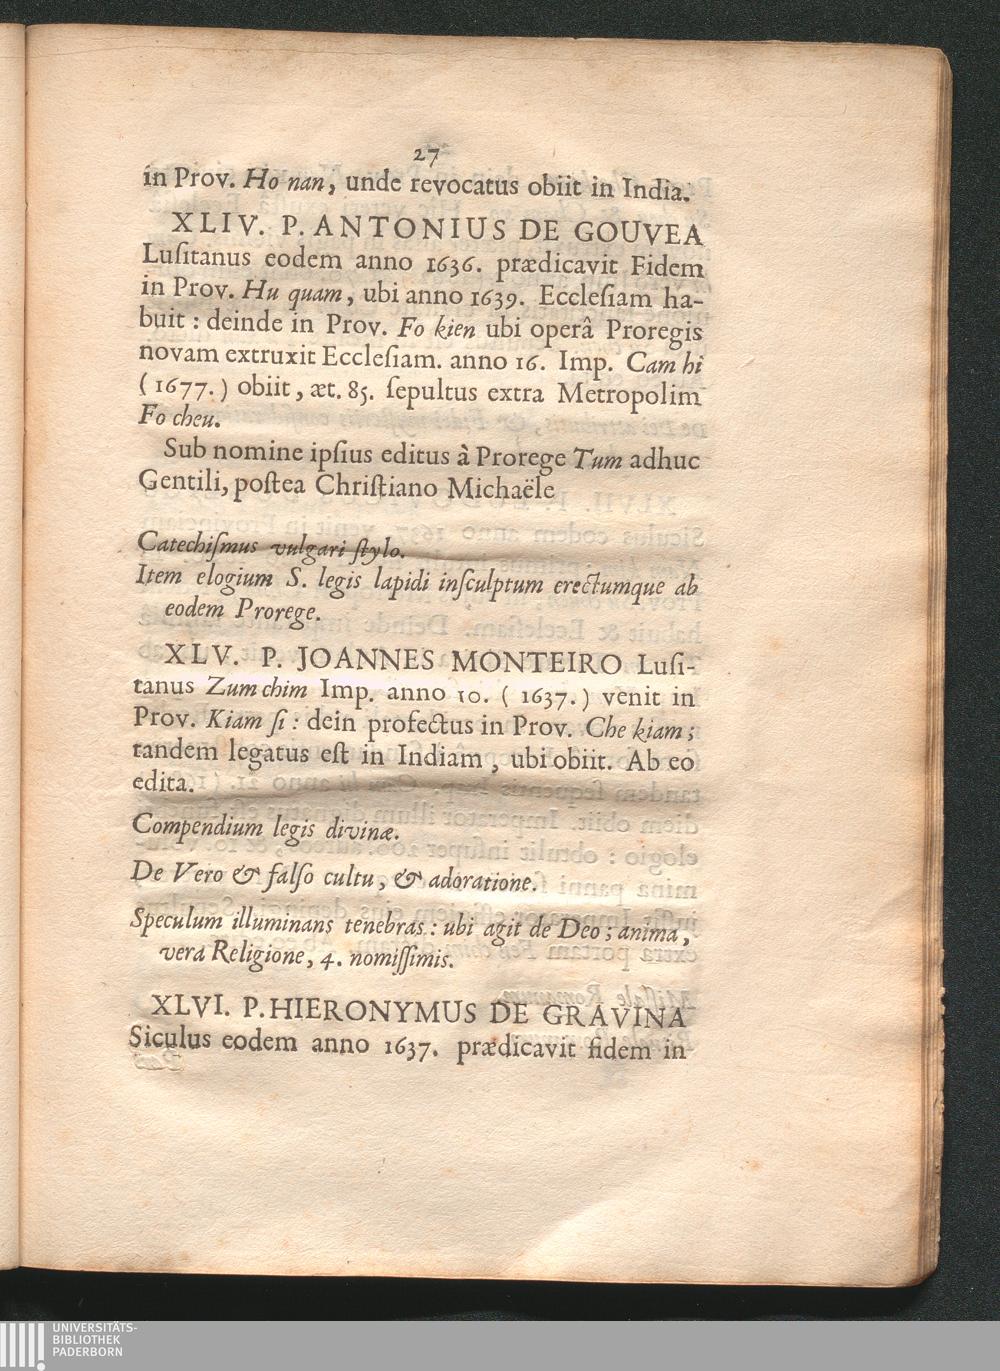 27
in Prov. Ho nan, unde revocatus obiit in India.
XLIV. P. ANTONIUS DE GOUVEA
Luſitanus eodem anno 1636. prædicavit Fidem
in Prov. Hu quam, ubi anno 1639. Eccleſiam ha-
buit : deinde in Prov. Fo kien ubi operâ Proregis
novam extruxit Eccleſiam. anno 16. Imp. Cam hi
(1677.) obiit, æt. 85. ſepultus extra Metropolim
Fo cheu.
Sub nomine ipſius editus à Prorege Tum adhuc
Gentili, poſtea Chriſtiano Michaële
Catechiſmus vulgari ſtylo.
Item elogium S. legis lapidi inſculptum erectumque ab
eodem Prorege.
XLV. P. JOANNES MONTEIRO Luſi-
tanus Zum chim Imp. anno 10. (1637.) venit in
Prov. Kiam ſi : dein profectus in Prov. Che kiam ;
tandem legatus eſt in Indiam, ubi obiit. Ab eo
edita.
Compendium legis divinæ.
De Vero & falſo cultu, & adoratione.
Speculum illuminans tenebras : ubi agit de Deo ; anima,
vera Religione, 4. nomiſſimis.
XLVI. P. HIERONYMUS DE GRAVINA
Siculus eodem anno 1637. prædicavit fidem in
UNIVERSITÄTS-
BIBLIOTHEK
PADERBORN